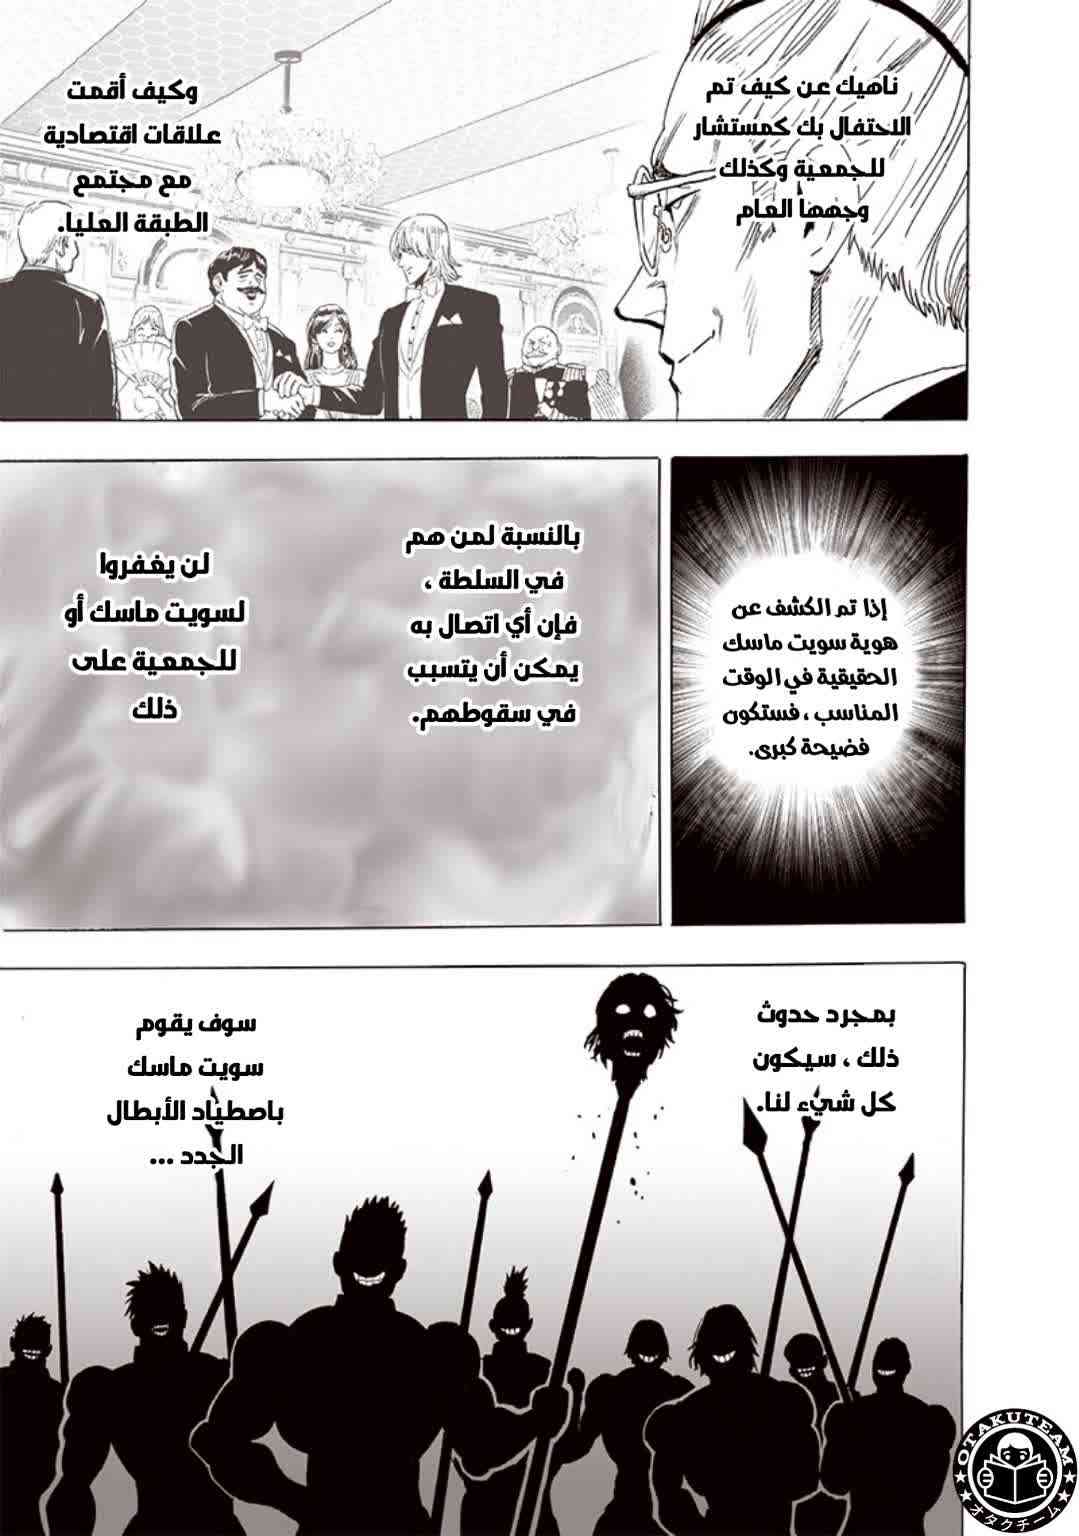 ناهيك عن كيف تم
الاحتفال بك كمستشار
للجمعية وكذلك
وجهها العام
وكيف أقمت
علاقات اقتصادية
مع مجتمع
الطبقة العليا.
إذا تم الكشف عن
هوية سويت ماسك
الحقيقية في الوقت
المناسب ، فستكون
فضيحة كبرى.
بالنسبة لمن هم
في السلطة ،
فإن أي اتصال به
يمكن أن يتسبب
في سقوطهم.
لن يغفروا
لسويت ماسك أو
للجمعية على
ذلك
بمجرد حدوث
ذلك ، سيكون
كل شيء لنا.
سوف يقوم
سويت ماسك
باصطياد الأبطال
الجدد ...
OTAKUTEAM
オタクチーム